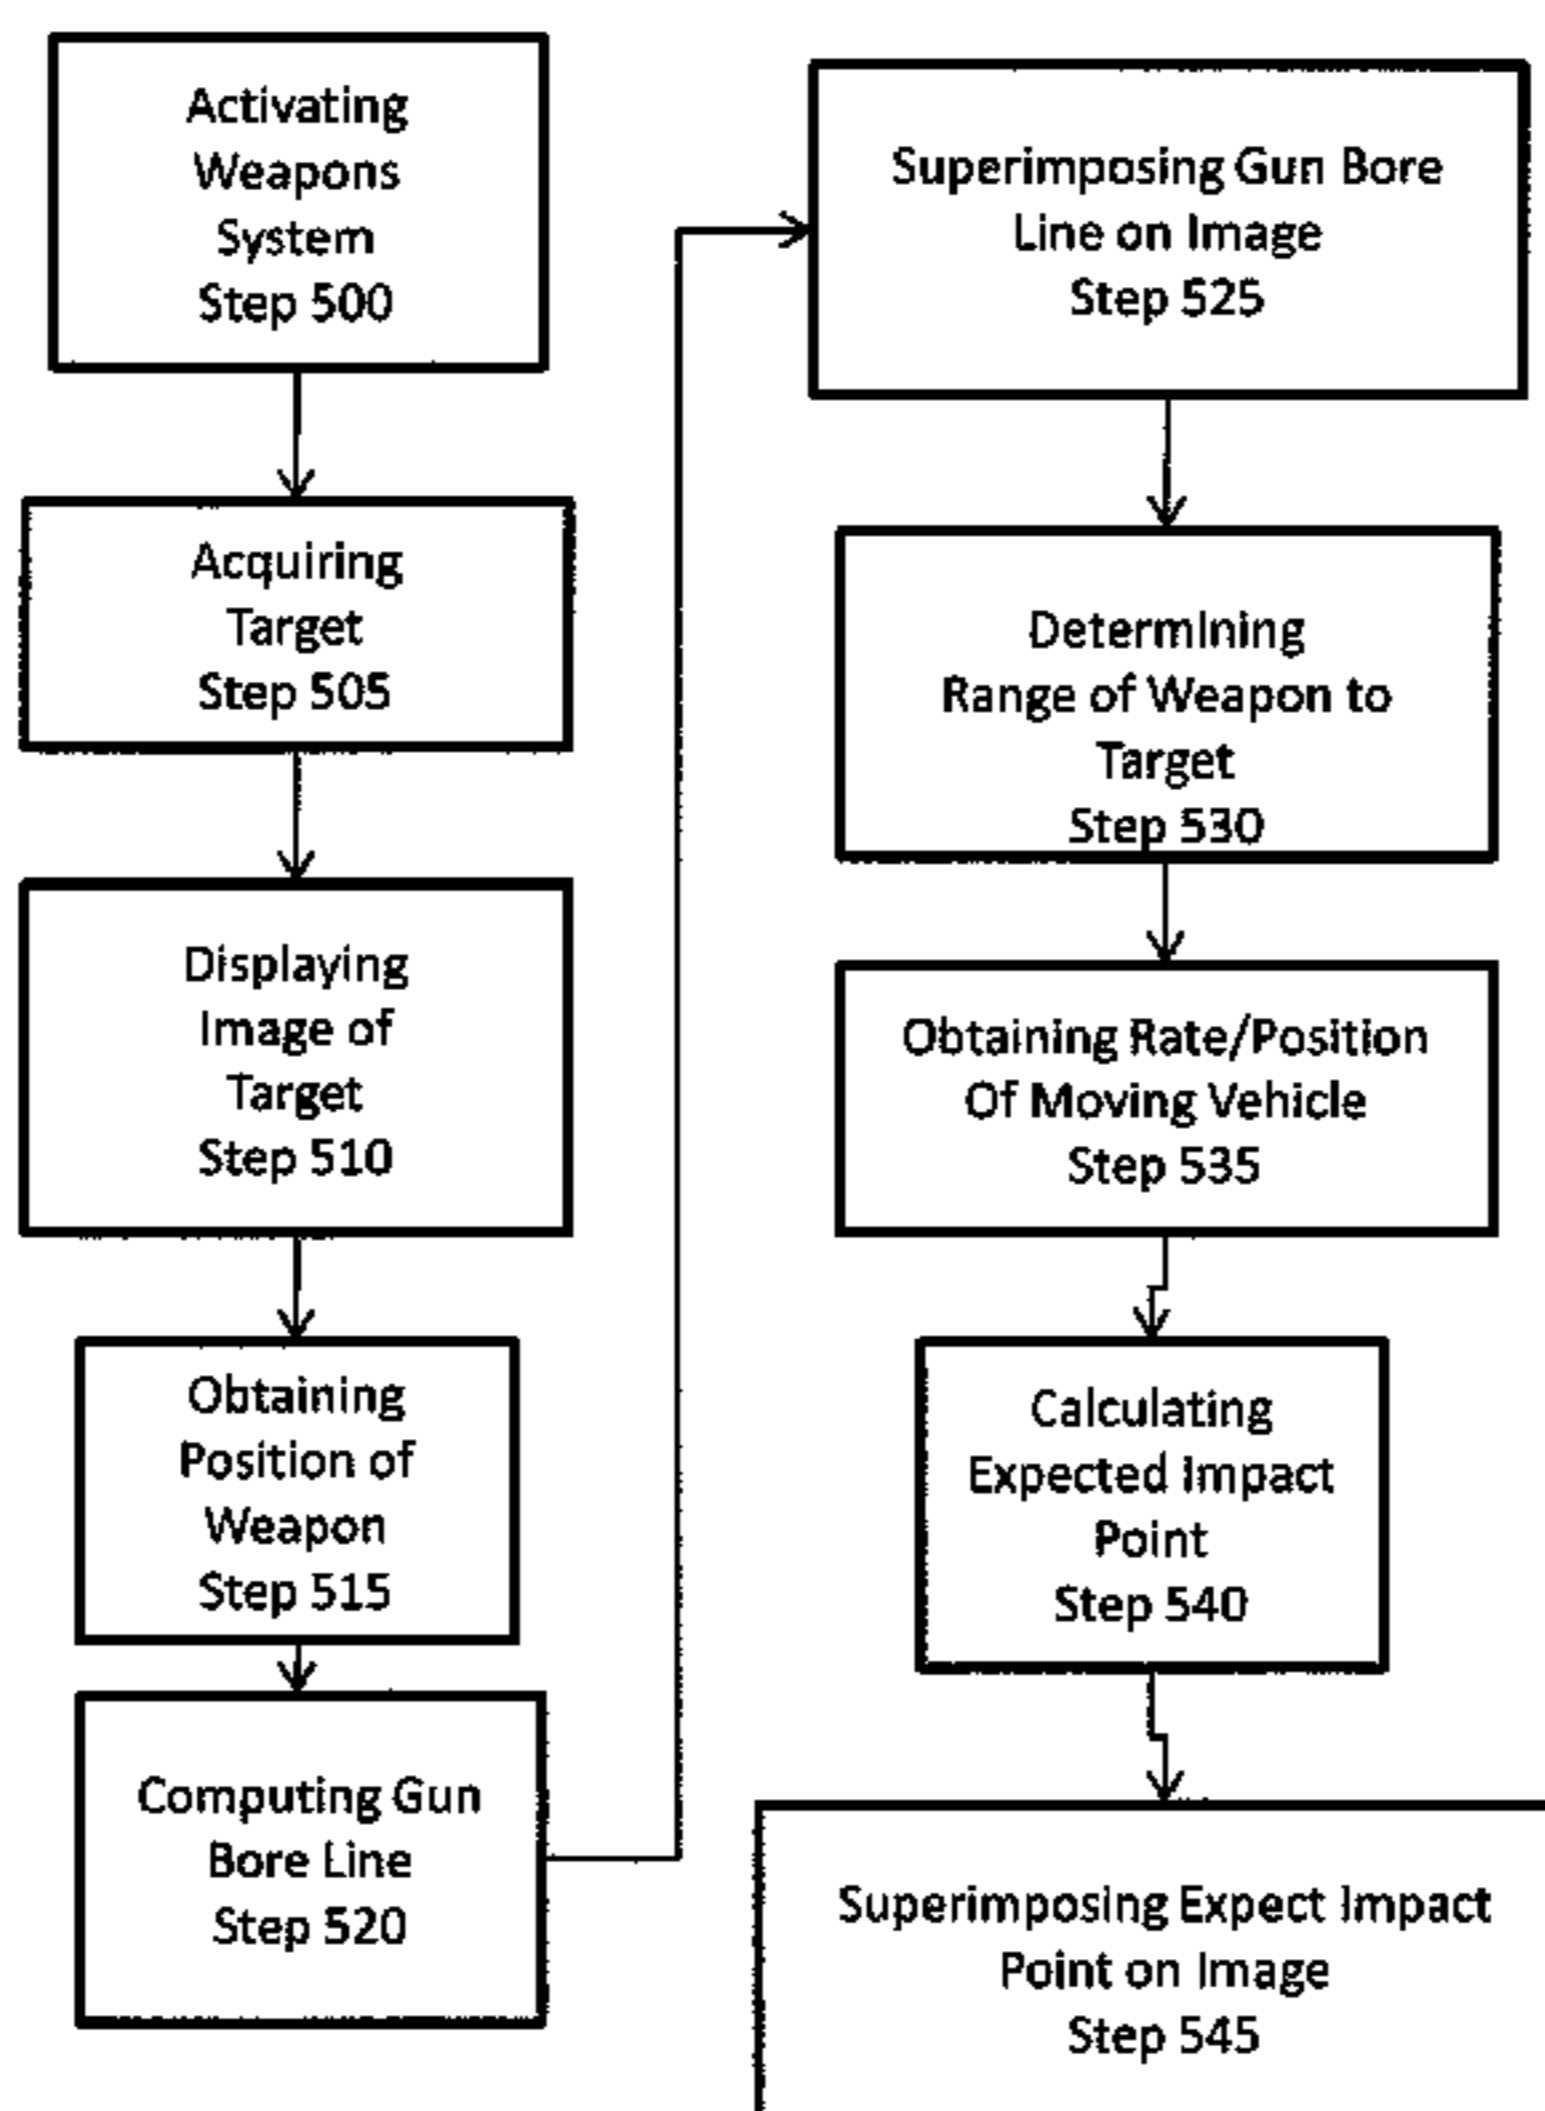 Activating
Weapons
System
Step 500
Acquiring
Target
Step 505
Displaying
Image of
Target
Step 510
Obtaining
Position of
Weapon
Step 515
Computing Gun
Bore Line
Step 520
Superimposing Gun Bore
Line on Image
Step 525
Determining
Range of Weapon to
Target
Step 530
Obtaining Rate/Position
Of Moving Vehicle
Step 535
Calculating
Expected Impact
Point
Step 540
Superimposing Expect Impact
Point on Image
Step 545